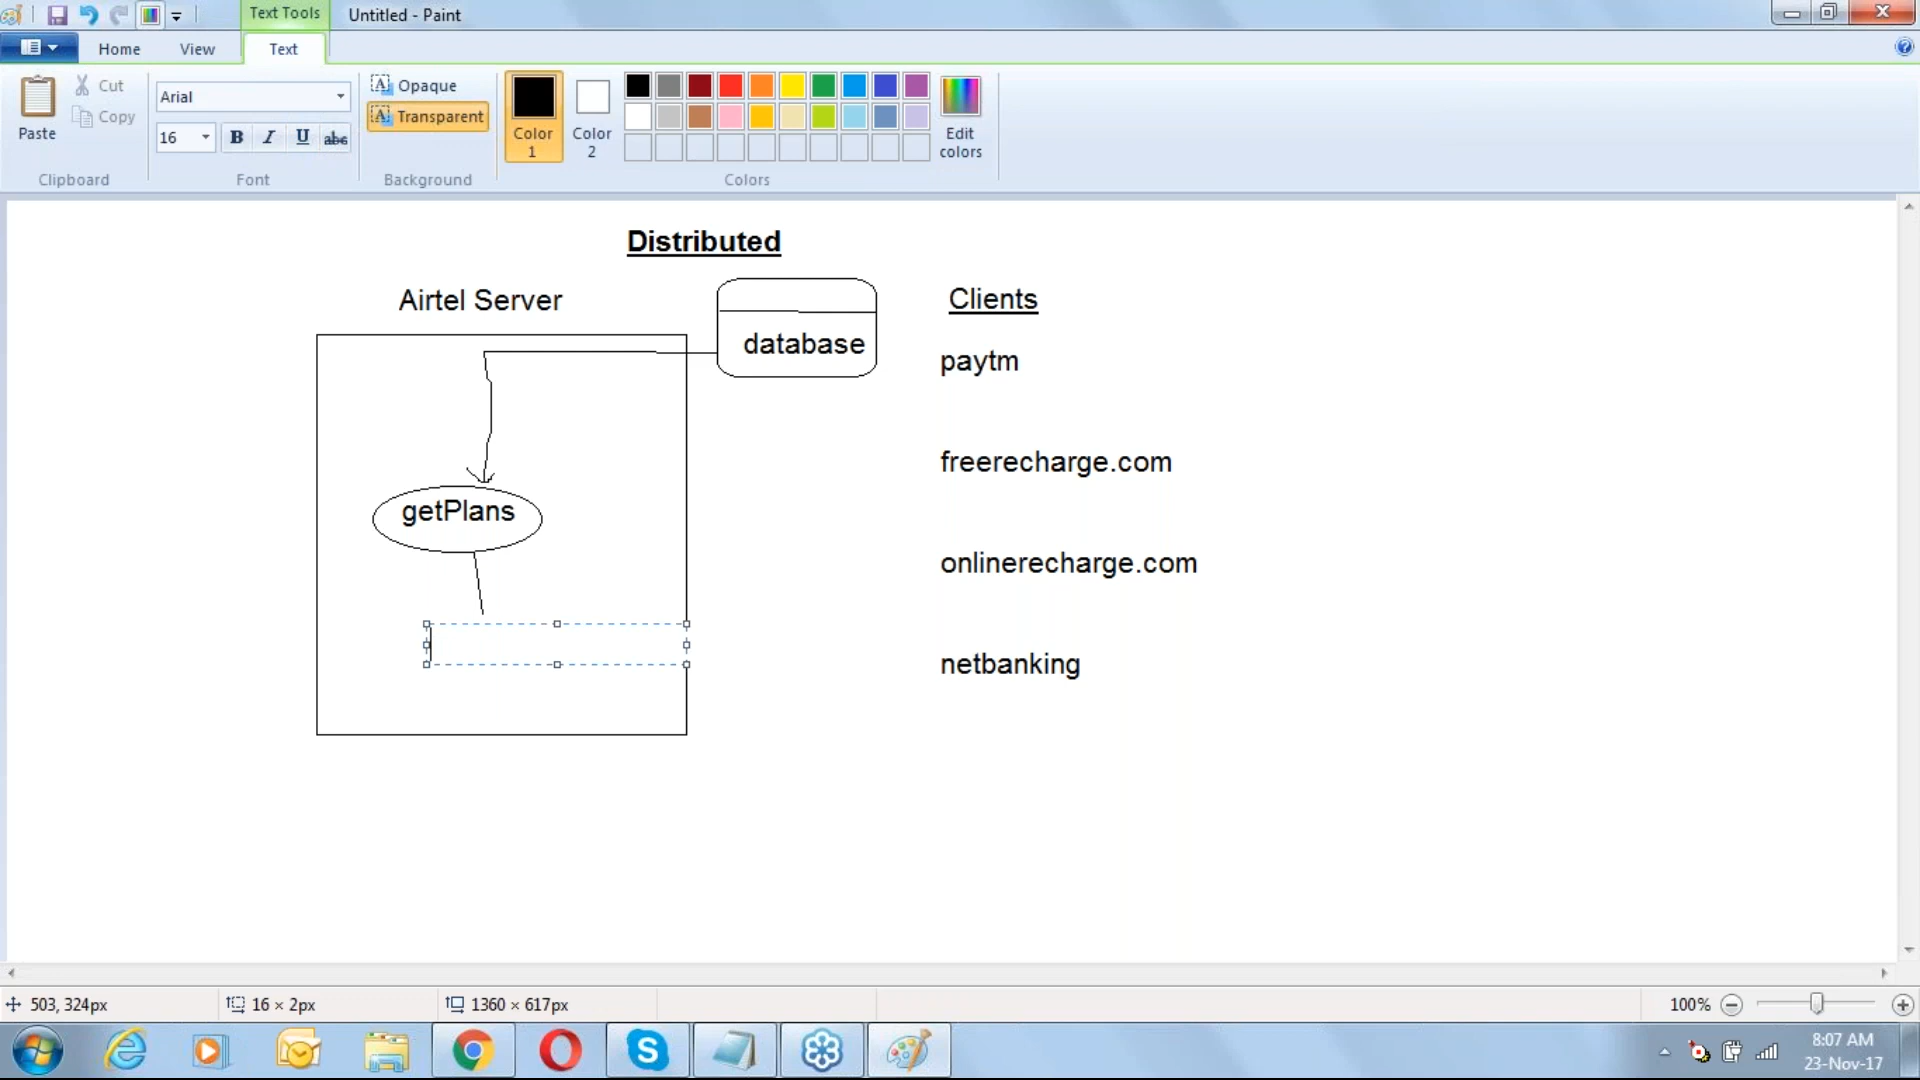 Text Tools
Untitled - Paint
Home
View
Text
Paste
Cut
Copy
Clipboard
Arial
16
B
I
U
abc
Font
A Opaque
A Transparent
Background
Color
1
Color
2
Edit
colors
Colors
Distributed
Airtel Server
database
getPlans
Clients
paytm
freerecharge.com
onlinerecharge.com
netbanking
503, 324px
16 × 2px
1360 × 617px
100%
8:07 AM
23-Nov-17